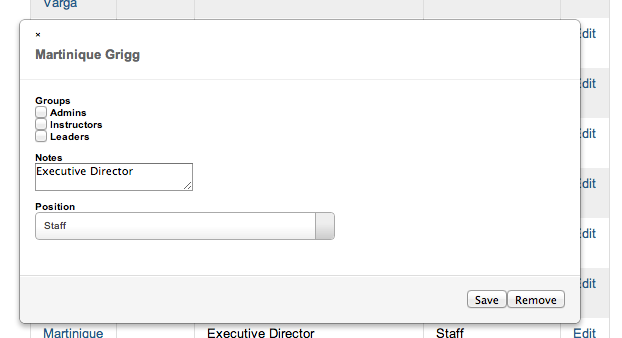 Varga
×
Martinique Grigg
Edit
Groups
Edit
Admins
Instructors
Leaders
Edit
Notes
Executive Director
Edit
Position
Staff
Edit
Edit
Save Remove
Martinique Executive Director Staff Edit